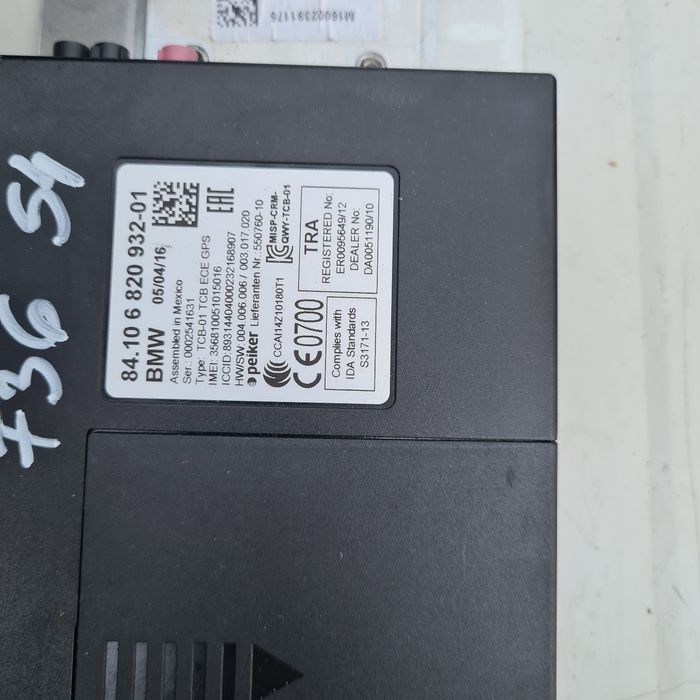 M16002391175
84.10 6 820 932-01
BMW 05/04/16
Assembled in Mexico
Ser.: 0002541631
Type: TCB-01 TCB ECE GPS
IMEI: 356810051015016
ICCID:89314404000232168907
HW/SW:004.006.006 / 003.017.020
peiker Lieferanten Nr.:550760-10
EAC
MISP-CRM-
QWY-TCB-01
CCAI14Z10180T1
CE0700
TRA
REGISTERED No:
ER0095649/12
DEALER No:
DA0051190/10
Complies with
IDA Standards
S3171-13
736 S4